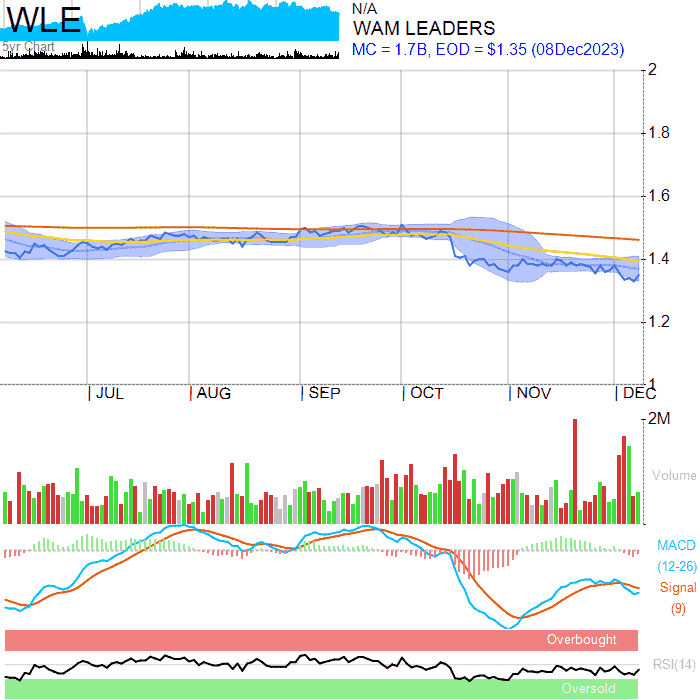 WLE
5yr Chart
N/A
WAM LEADERS
MC = 1.7B, EOD = $1.35 (08Dec2023)
2
1.8
1.6
1.4
1.2
1
JUL AUG SEP OCT NOV DEC
2M
Volume
MACD
(12-26)
Signal
(9)
Overbought
RSI(14)
Oversold